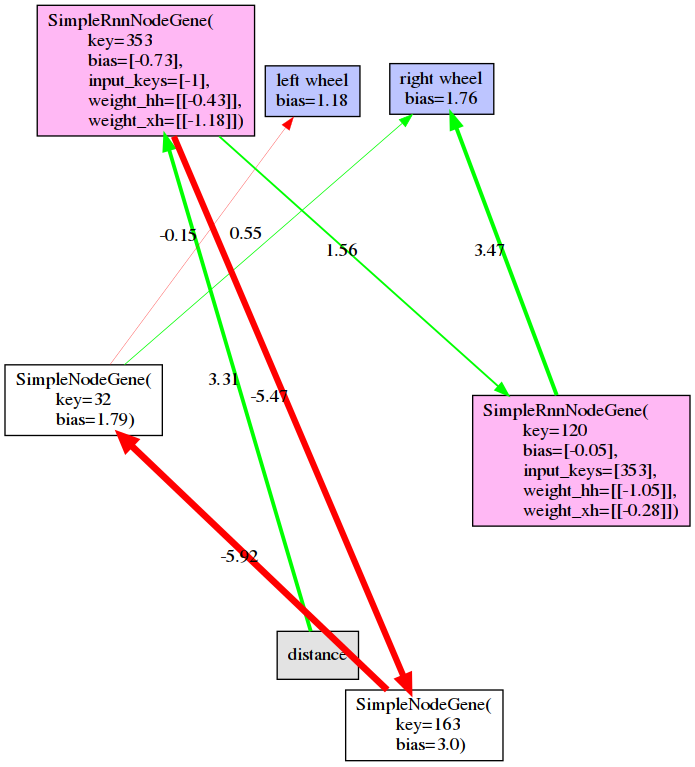 SimpleRnnNodeGene(
key=353
bias=[-0.73],
input_keys=[-1],
weight_hh=[[-0.43]],
weight_xh=[[-1.18]])
left wheel
bias=1.18
right wheel
bias=1.76
-0.15
0.55
1.56
3.47
SimpleNodeGene(
key=32
bias=1.79)
3.31
-5.47
SimpleRnnNodeGene(
key=120
bias=[-0.05],
input_keys=[353],
weight_hh=[[-1.05]],
weight_xh=[[-0.28]])
-5.92
distance
SimpleNodeGene(
key=163
bias=3.0)